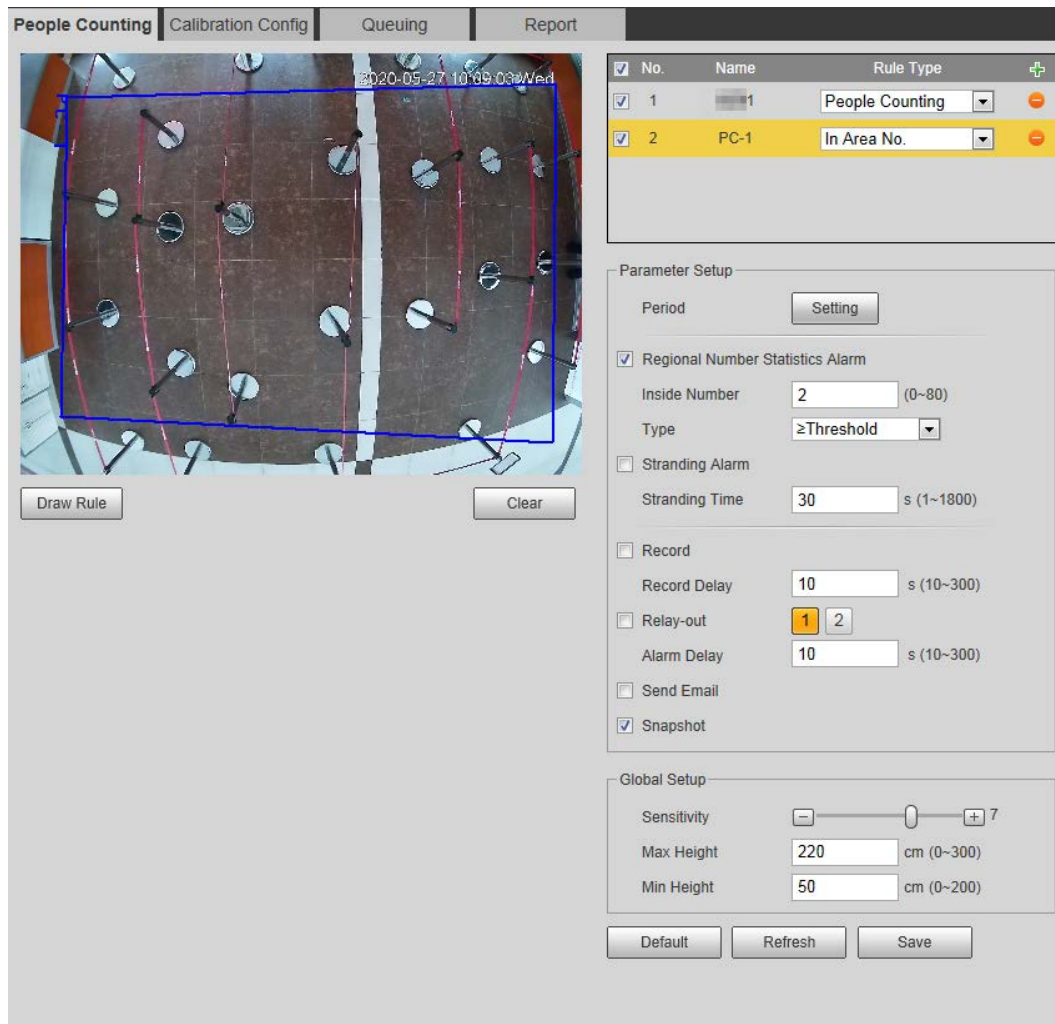 People Counting Calibration Config Queuing Report
2020-05-27 10:09:03 Wed
No. Name Rule Type
1 1 People Counting
2 PC-1 In Area No.
Draw Rule Clear
Parameter Setup
Period Setting
Regional Number Statistics Alarm
Inside Number 2 (0~80)
Type ≥Threshold
Stranding Alarm
Stranding Time 30 s (1~1800)
Record
Record Delay 10 s (10~300)
Relay-out 1 2
Alarm Delay 10 s (10~300)
Send Email
Snapshot
Global Setup
Sensitivity 7
Max Height 220 cm (0~300)
Min Height 50 cm (0~200)
Default Refresh Save